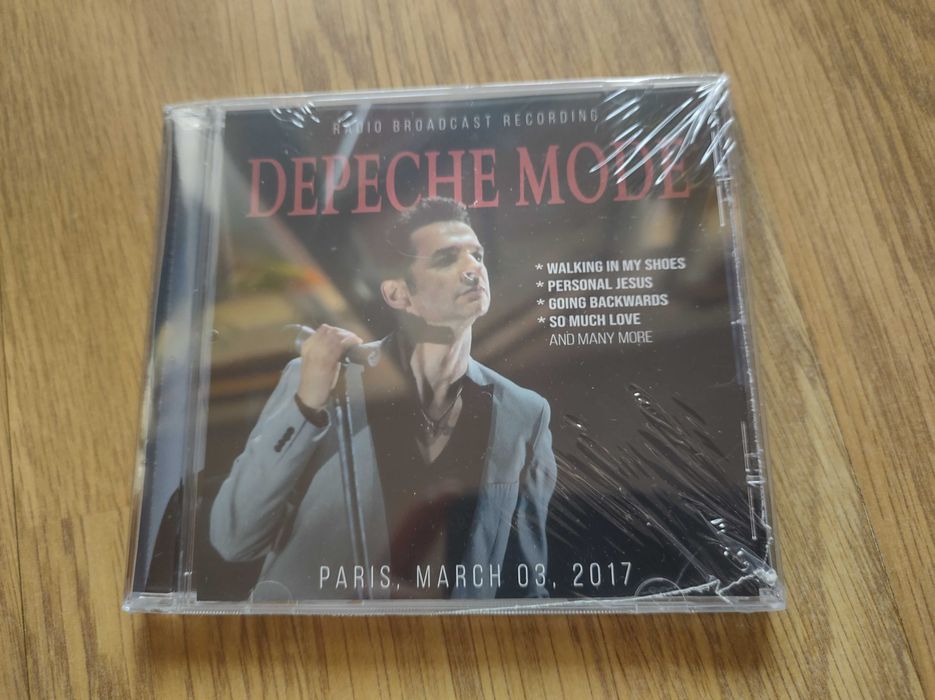 RADIO BROADCAST RECORDING
DEPECHE MODE
* WALKING IN MY SHOES
* PERSONAL JESUS
* GOING BACKWARDS
* SO MUCH LOVE
AND MANY MORE
PARIS, MARCH 03, 2017